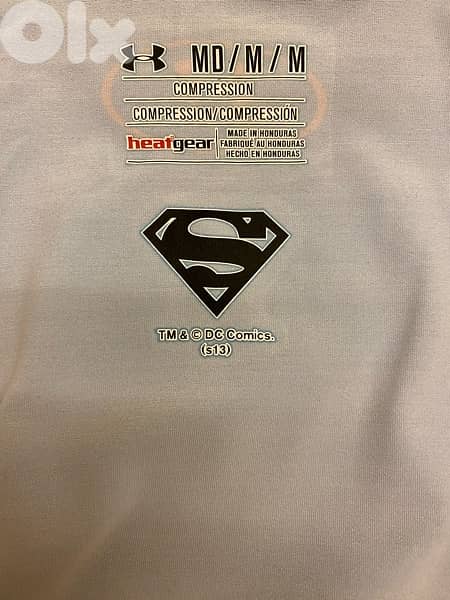 OLX
MD / M / M
COMPRESSION
COMPRESSION/COMPRESSIÓN
heatgear
MADE IN HONDURAS
FABRIQUÉ AU HONDURAS
HECHO EN HONDURAS
S
TM & © DC Comics.
(s13)